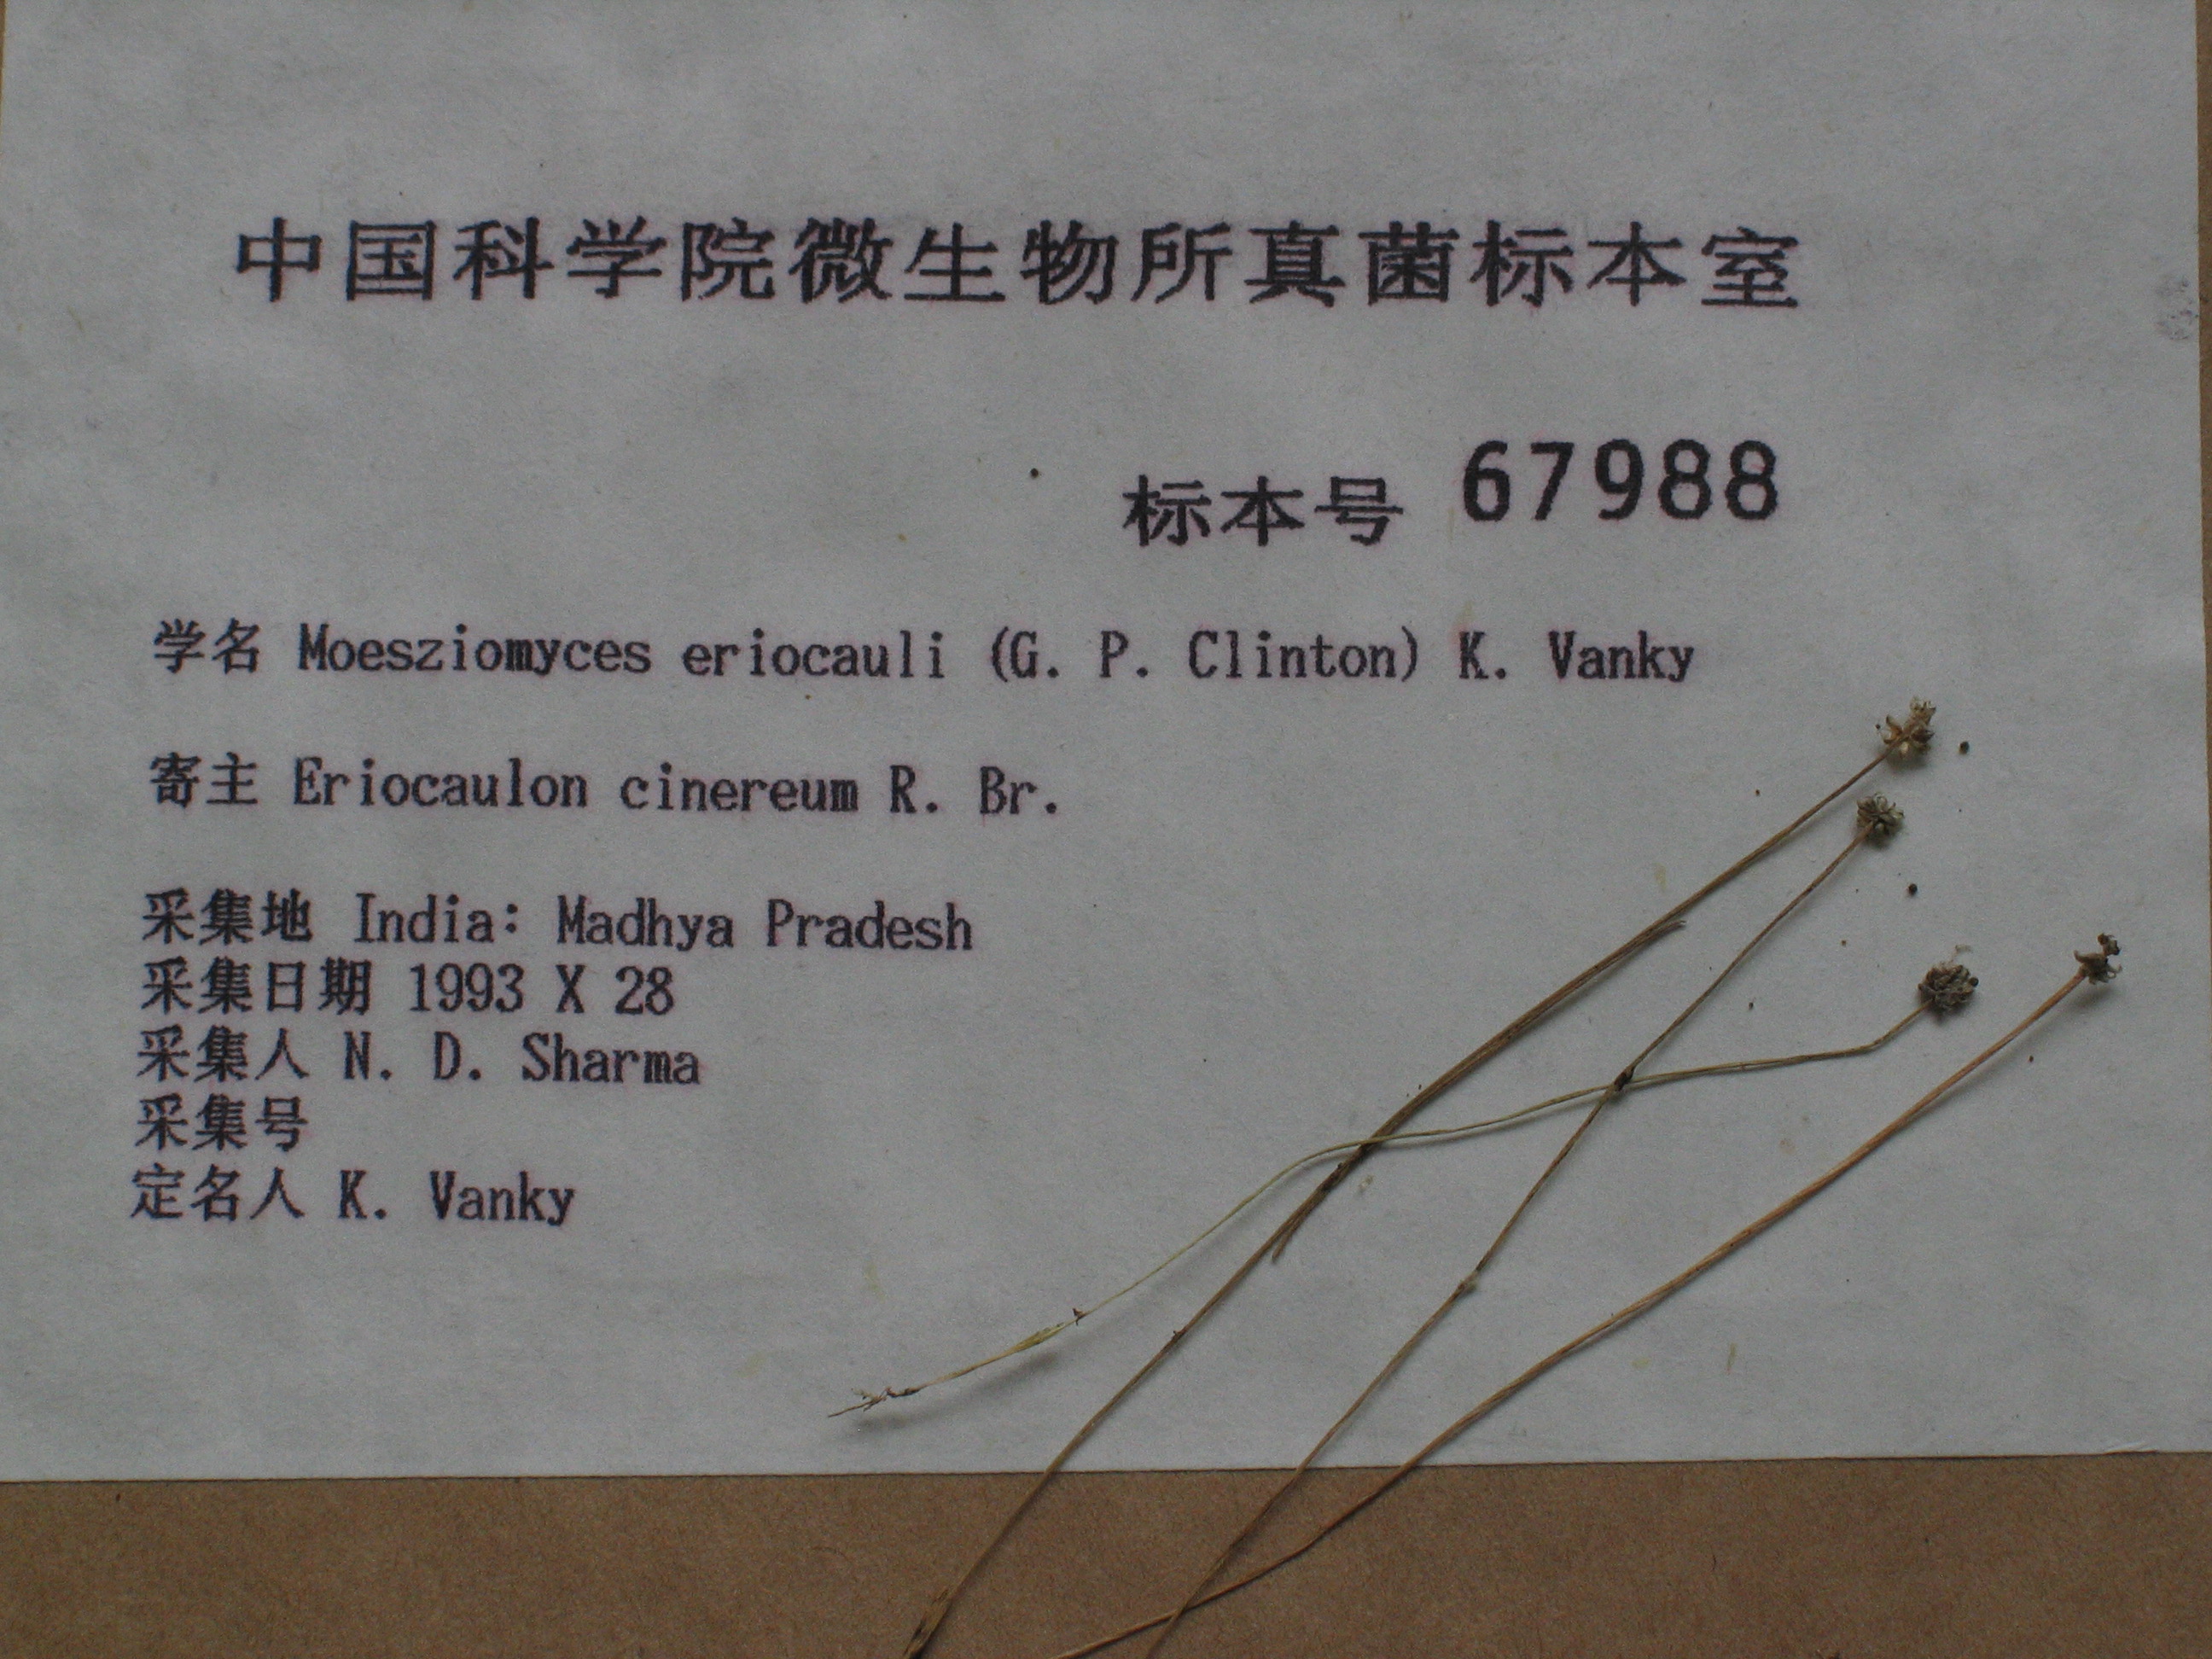 中国科学院微生物所真菌标本室
标本号 67988
学名 Moesziomyces eriocauli (G. P. Clinton) K. Vanky
寄主 Eriocaulon cinereum R. Br.
采集地 India: Madhya Pradesh
采集日期 1993 X 28
采集人 N. D. Sharma
采集号
定名人 K. Vanky